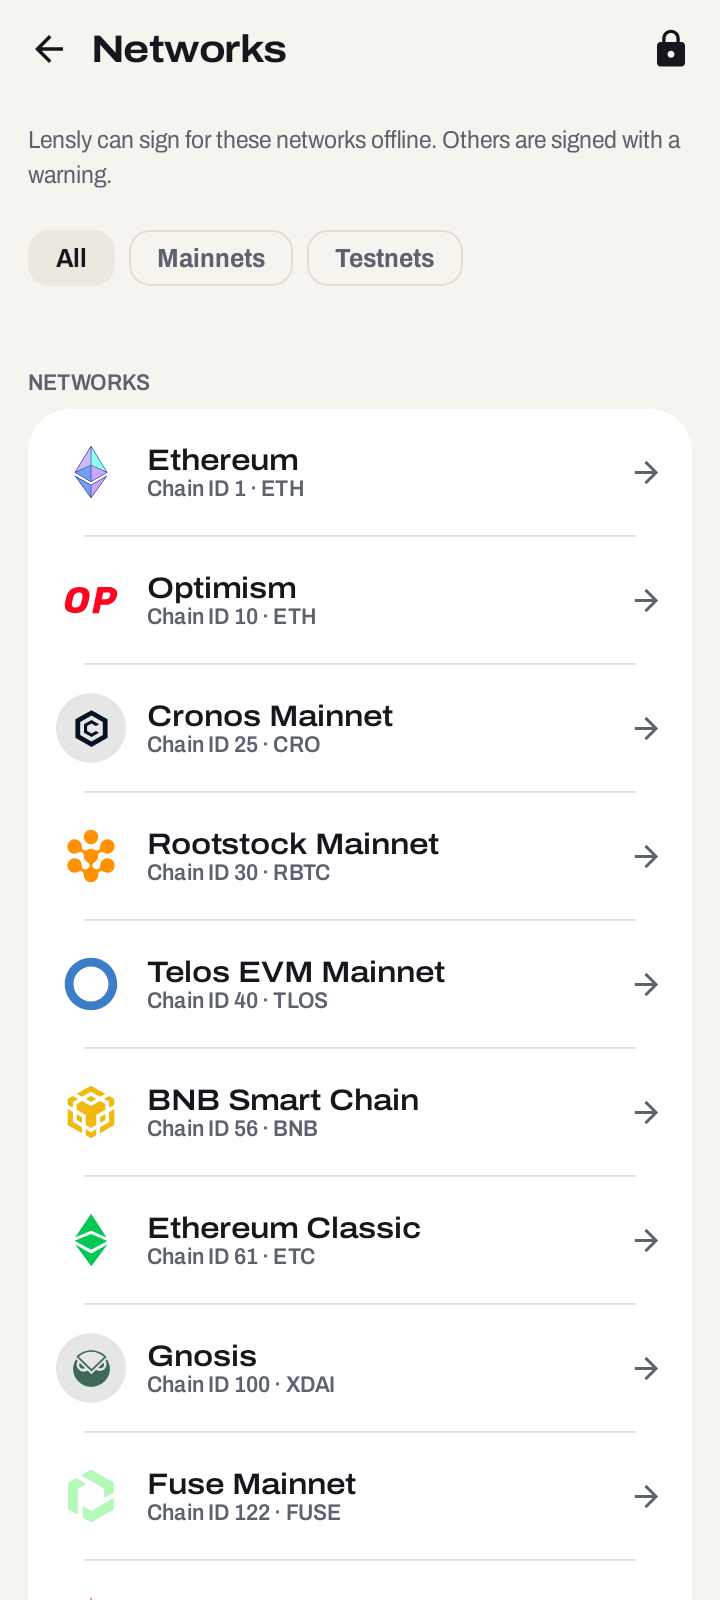 Networks
Lensly can sign for these networks offline. Others are signed with a
warning.
All
Mainnets
Testnets
NETWORKS
Ethereum
Chain ID 1 · ETH
OP
Optimism
Chain ID 10 · ETH
Cronos Mainnet
Chain ID 25 · CRO
Rootstock Mainnet
Chain ID 30 · RBTC
Telos EVM Mainnet
Chain ID 40 · TLOS
BNB Smart Chain
Chain ID 56 · BNB
Ethereum Classic
Chain ID 61 · ETC
Gnosis
Chain ID 100 · XDAI
Fuse Mainnet
Chain ID 122 · FUSE